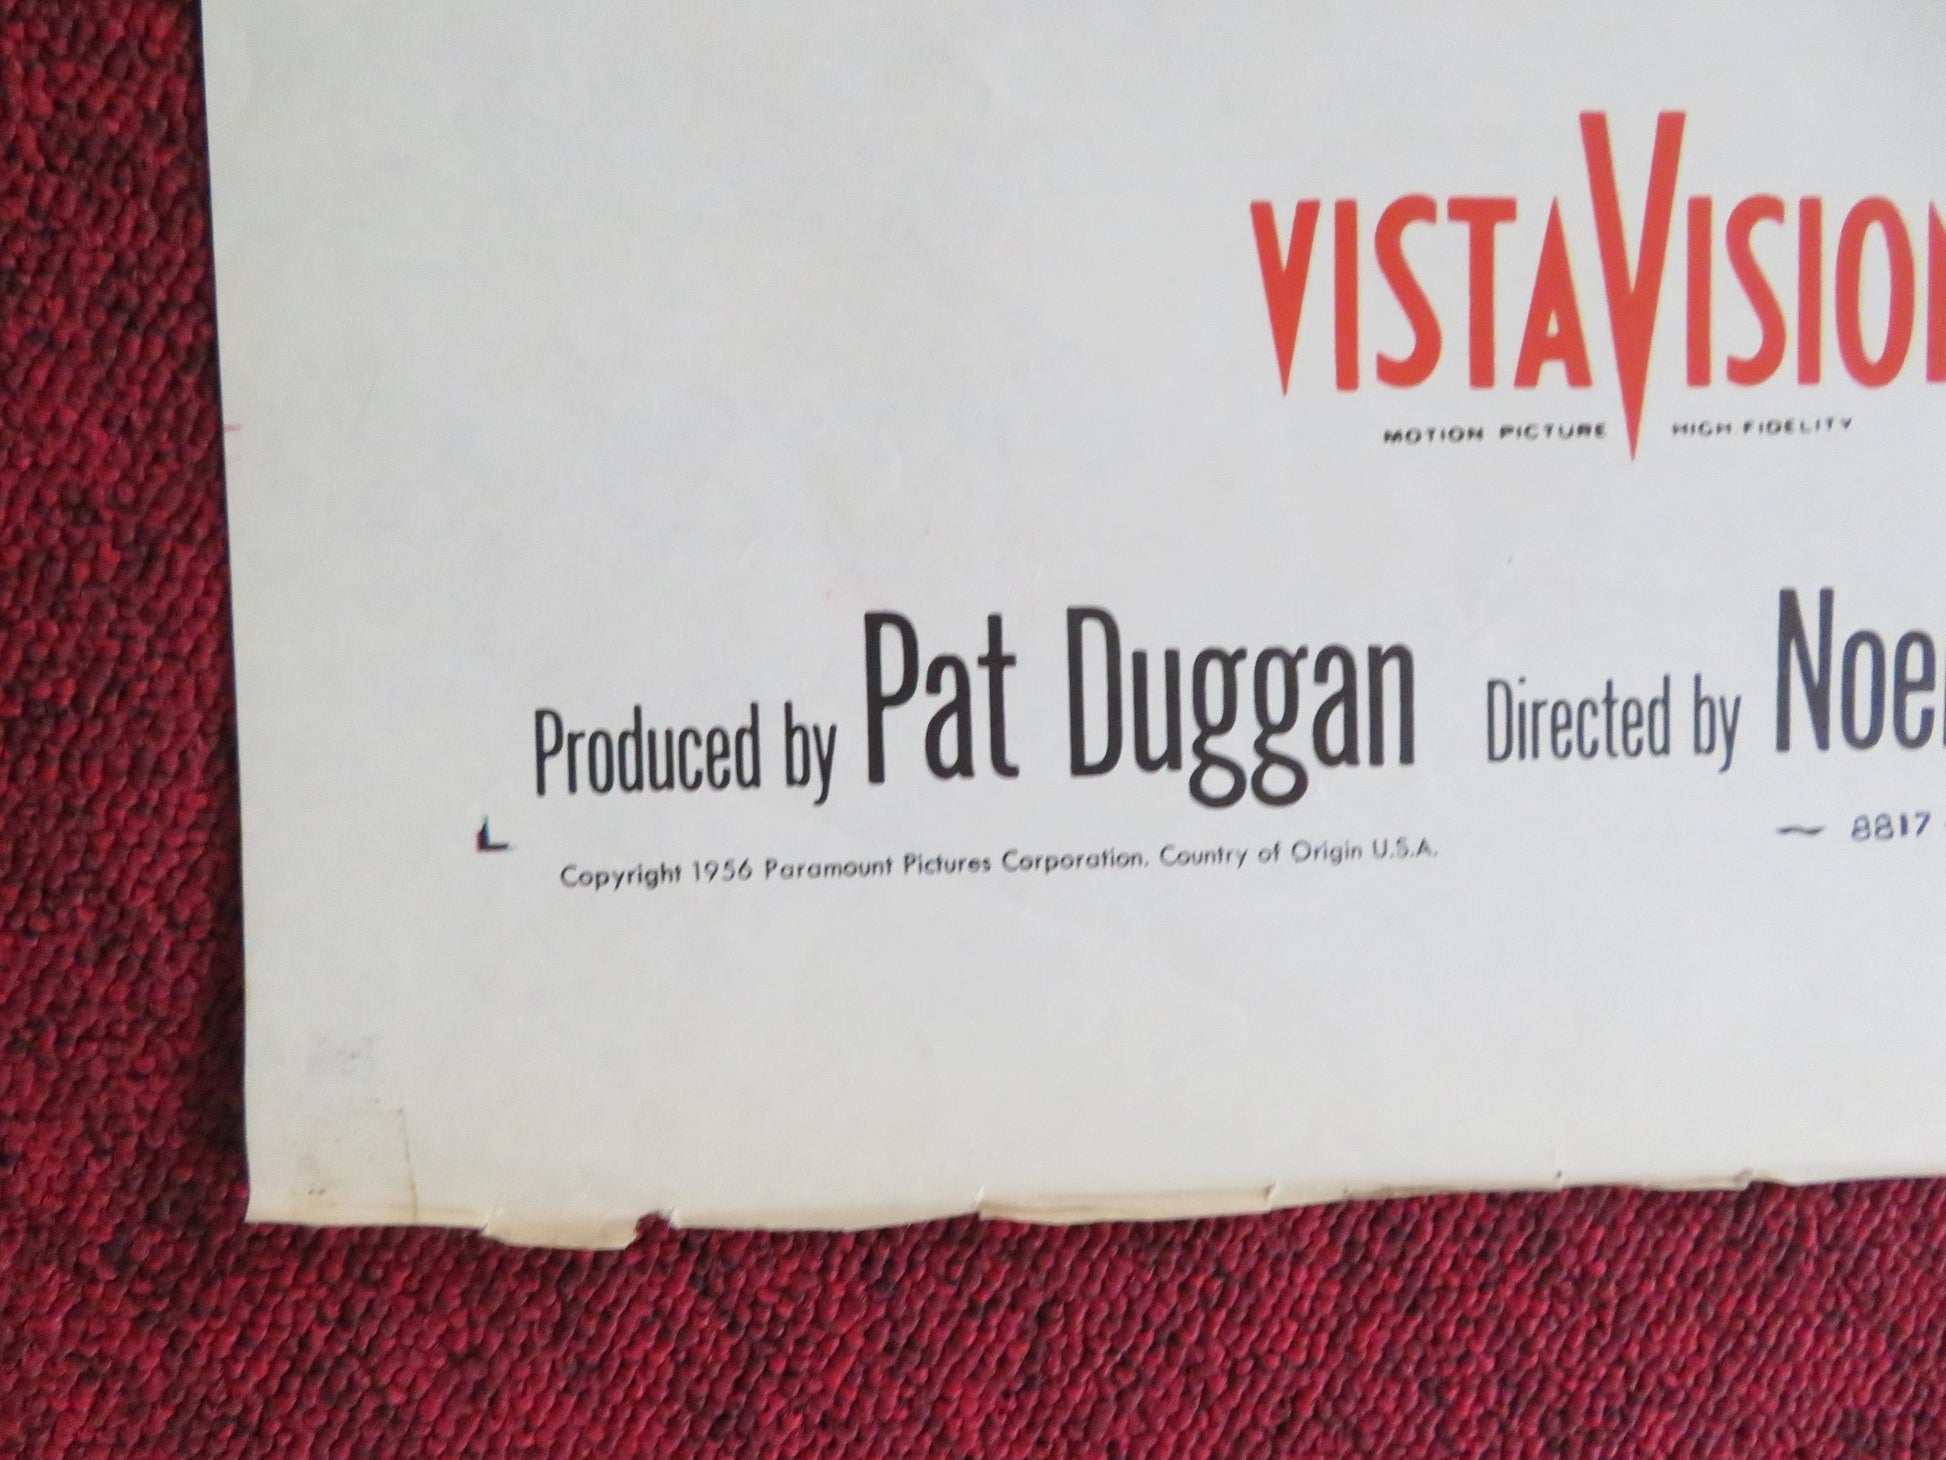 VISTAVISION
MOTION PICTURE HIGH-FIDELITY
Produced by Pat Duggan Directed by Noel
~ 8817
Copyright 1956 Paramount Pictures Corporation. Country of Origin U.S.A.